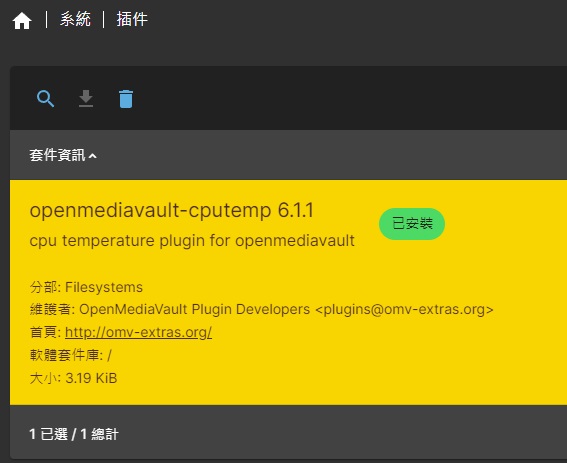 系統 | 插件
套件資訊
openmediavault-cputemp 6.1.1
已安裝
cpu temperature plugin for openmediavault
分部: Filesystems
維護者: OpenMediaVault Plugin Developers <plugins@omv-extras.org>
首頁: http://omv-extras.org/
軟體套件庫: /
大小: 3.19 KiB
1 已選 / 1 總計